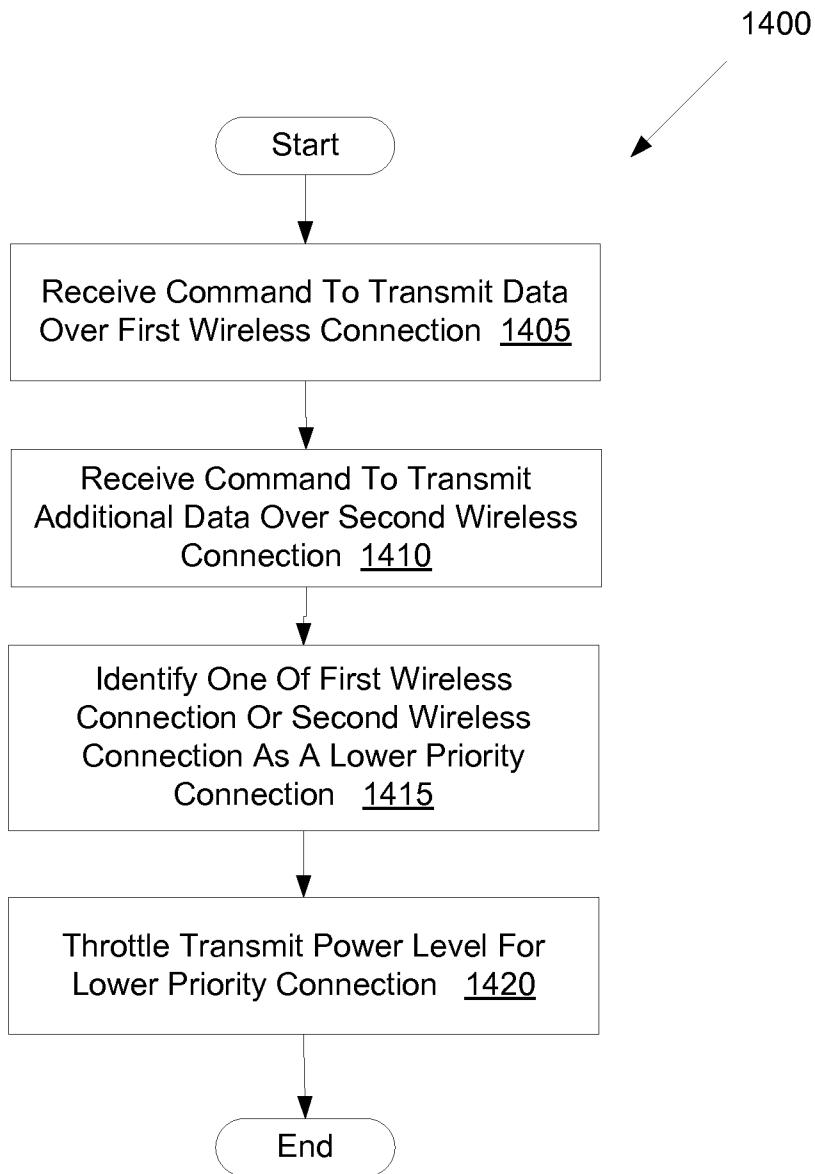 1400
Start
Receive Command To Transmit Data
Over First Wireless Connection 1405
Receive Command To Transmit
Additional Data Over Second Wireless
Connection 1410
Identify One Of First Wireless
Connection Or Second Wireless
Connection As A Lower Priority
Connection 1415
Throttle Transmit Power Level For
Lower Priority Connection 1420
End